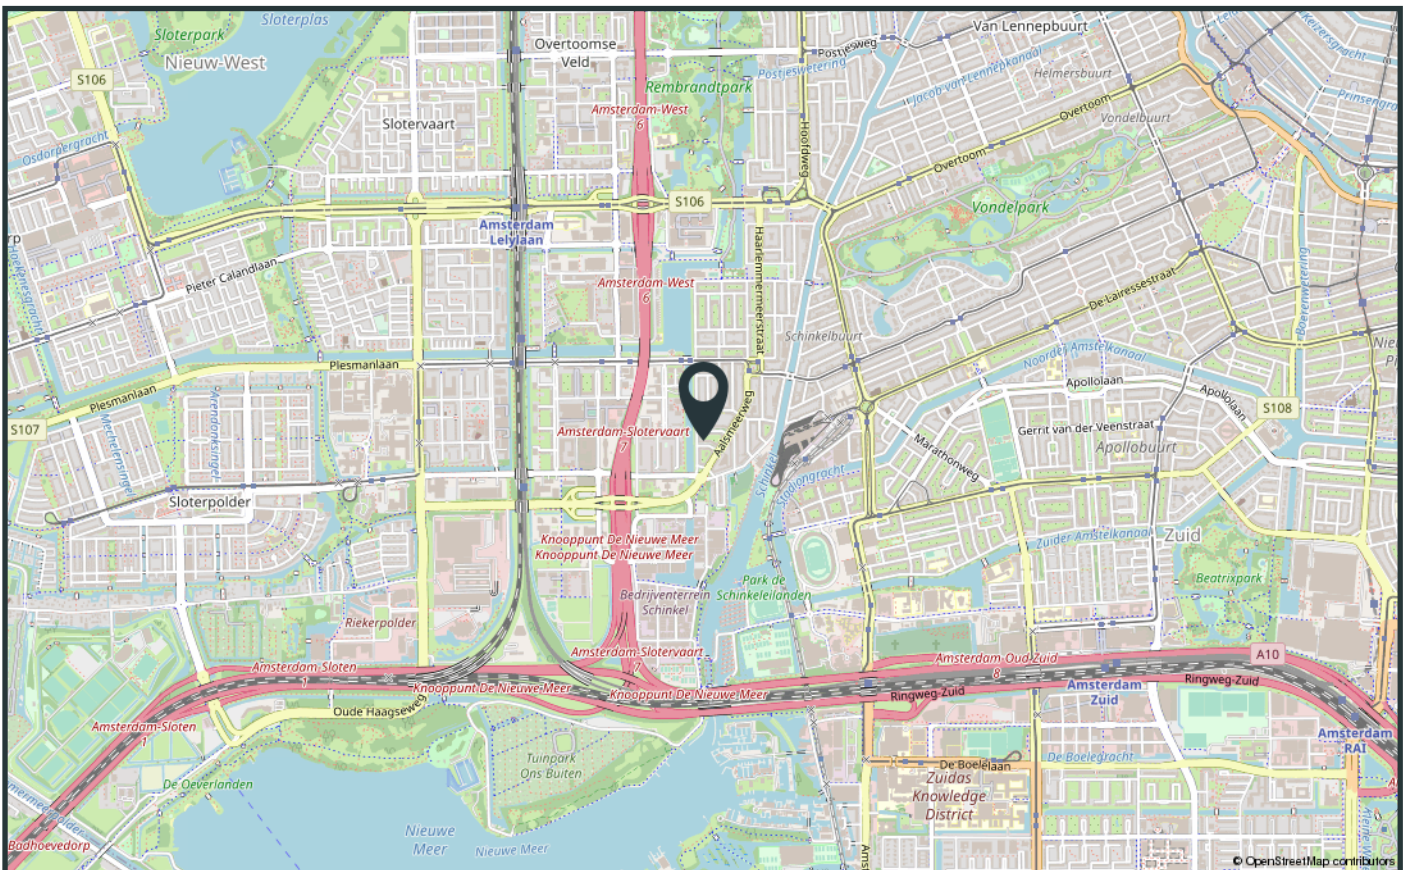 Sloterplas
Sloterpark
Nieuw-West
S106
Osdorpergracht
Overtoomse
Veld
Slotervaart
Rembrandtpark
Amsterdam-West
6
Postjesweg
Postjeswetering
Hoofdweg
Van Lennepbuurt
Jacob van Lennepkanaal
Helmersbuurt
Overtoom
Vondelbuurt
Keizersgracht
Prinsengra
Overtoom
Vondelpark
S106
Amsterdam
Lelylaan
rp
Pieter Calandlaan
Haarlemmermeerstraat
Amsterdam-West
6
De Lairessestraat
Boerenwetering
Schinkelbuurt
Noorder Amstelkanaal
Plesmanlaan
Plesmanlaan
S107
Mechelensingel
Arendonksingel
Apollolaan
Apollolaan
S108
Gerrit van der Veenstraat
Apollobuurt
Marathonweg
Amsterdam-Slotervaart
7
Aalsmeerweg
Schinkel
Stadiongracht
Sloterpolder
Knooppunt De Nieuwe Meer
Knooppunt De Nieuwe Meer
Zuider Amstelkanaal
Zuid
Beatrixpark
Park de
Schinkeleilanden
Bedrijventerrein
Schinkel
Riekerpolder
Amsterdam-Slotervaart
7
Amsterdam Sloten
1
Knooppunt De Nieuwe Meer
Knooppunt De Nieuwe Meer
Amsterdam Oud Zuid
8
A10
Ringweg-Zuid
Ringweg-Zuid
Amsterdam
Zuid
Amsterdam
RAI
Oude Haagseweg
Amsterdam-Sloten
1
Tuinpark
Ons Buiten
De Oeverlanden
De Boelelaan
De Boelegracht
Zuidas
Knowledge
District
Nieuwe
Meer
Nieuwe Meer
Badhoevedorp
Amst
© OpenStreetMap contributors